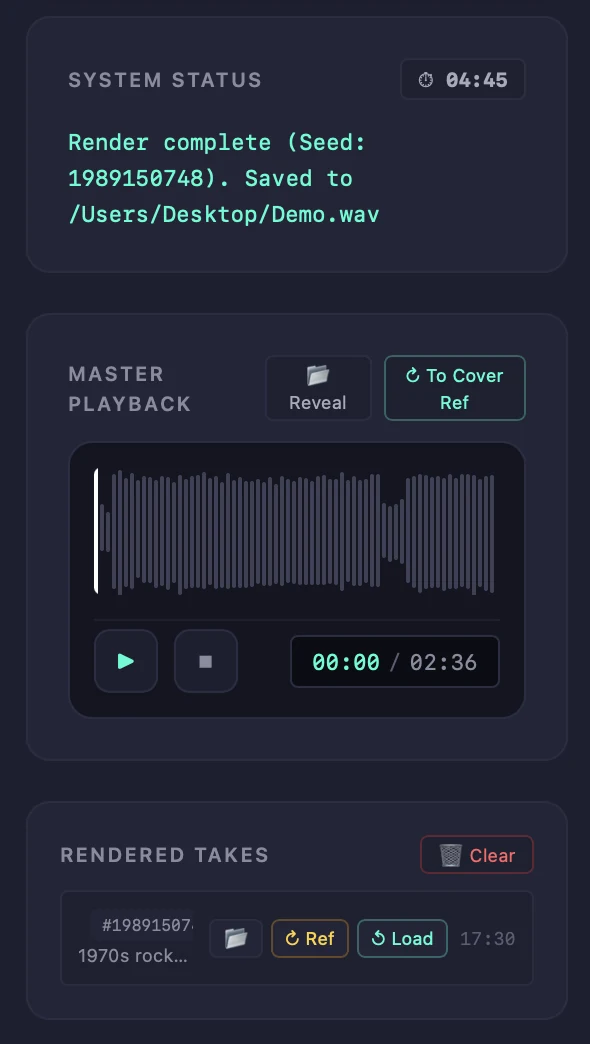 SYSTEM STATUS
⏱ 04:45
Render complete (Seed:
1989150748). Saved to
/Users/Desktop/Demo.wav
MASTER
PLAYBACK
📂
Reveal
↻ To Cover
Ref
00:00 / 02:36
RENDERED TAKES
🗑️ Clear
#19891507
1970s rock...
📂 ↻ Ref ↺ Load 17:30